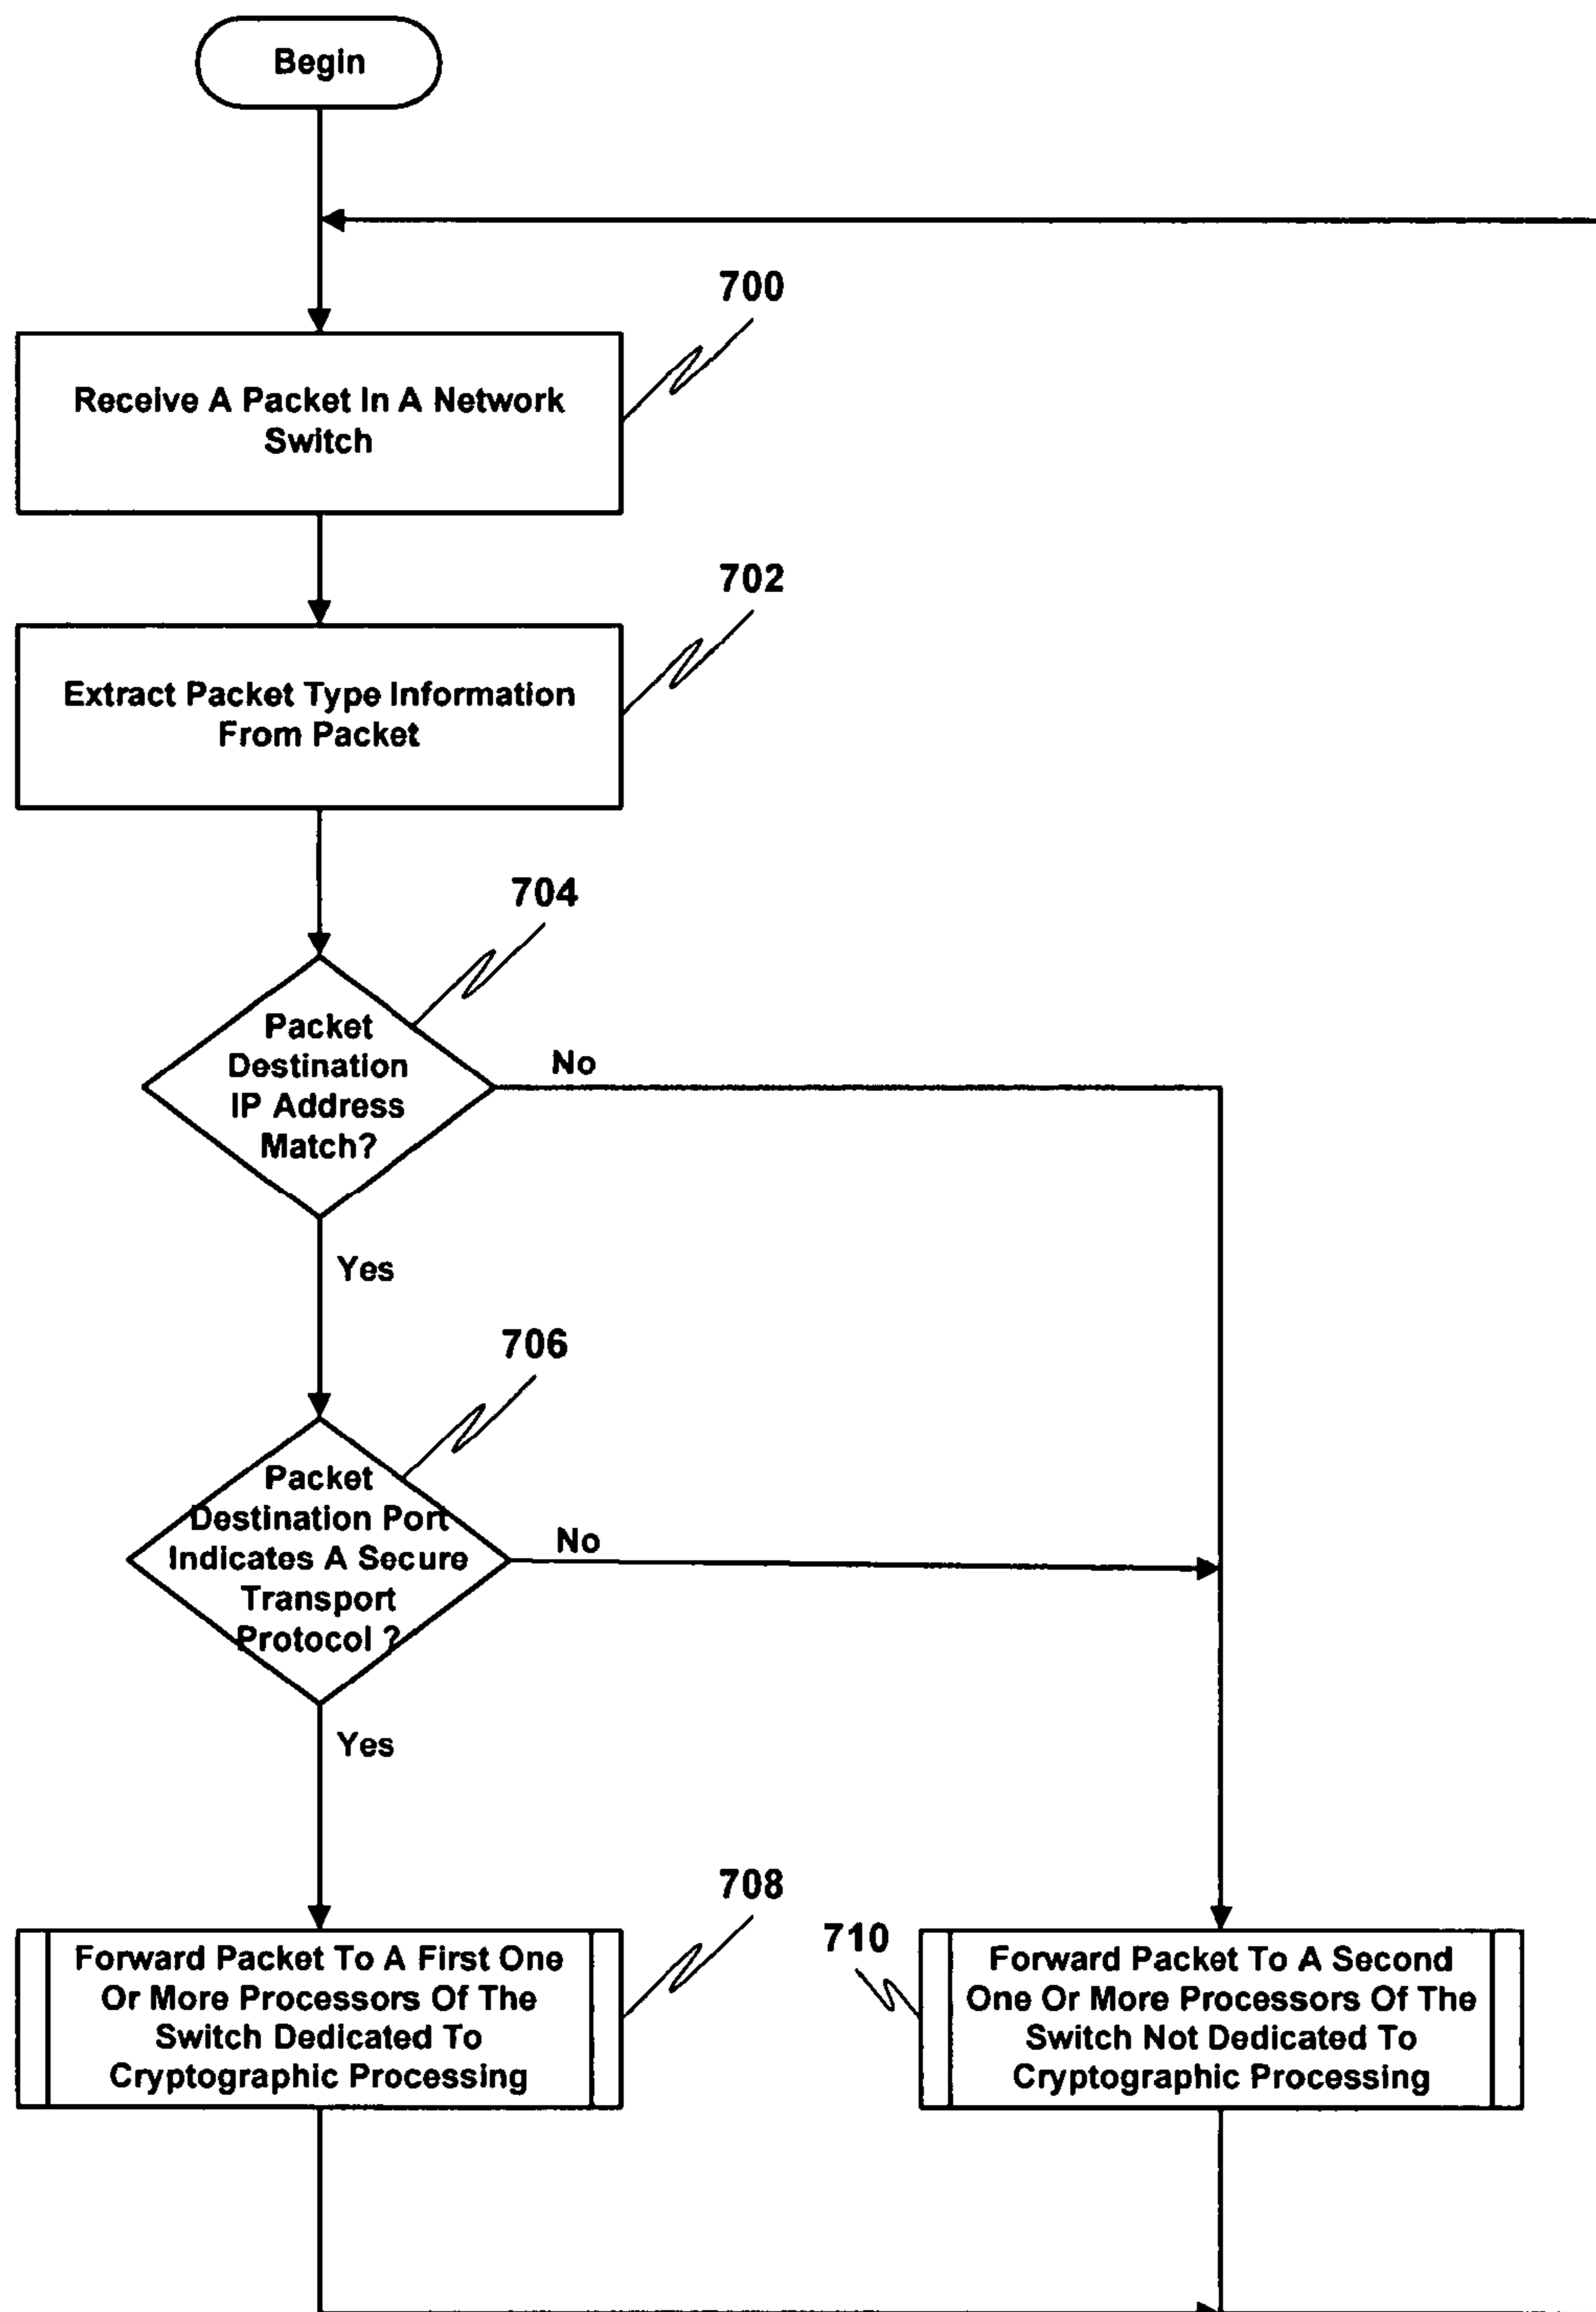 Begin
700
Receive A Packet In A Network
Switch
702
Extract Packet Type Information
From Packet
704
Packet
Destination
IP Address
Match?
No
Yes
706
Packet
Destination Port
Indicates A Secure
Transport
Protocol ?
No
Yes
708
Forward Packet To A First One
Or More Processors Of The
Switch Dedicated To
Cryptographic Processing
710
Forward Packet To A Second
One Or More Processors Of The
Switch Not Dedicated To
Cryptographic Processing